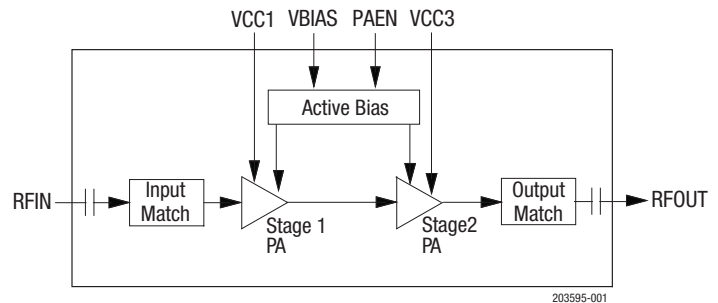 VCC1 VBIAS PAEN VCC3
Active Bias
RFIN
Input
Match
Stage 1
PA
Stage2
PA
Output
Match
RFOUT
203595-001